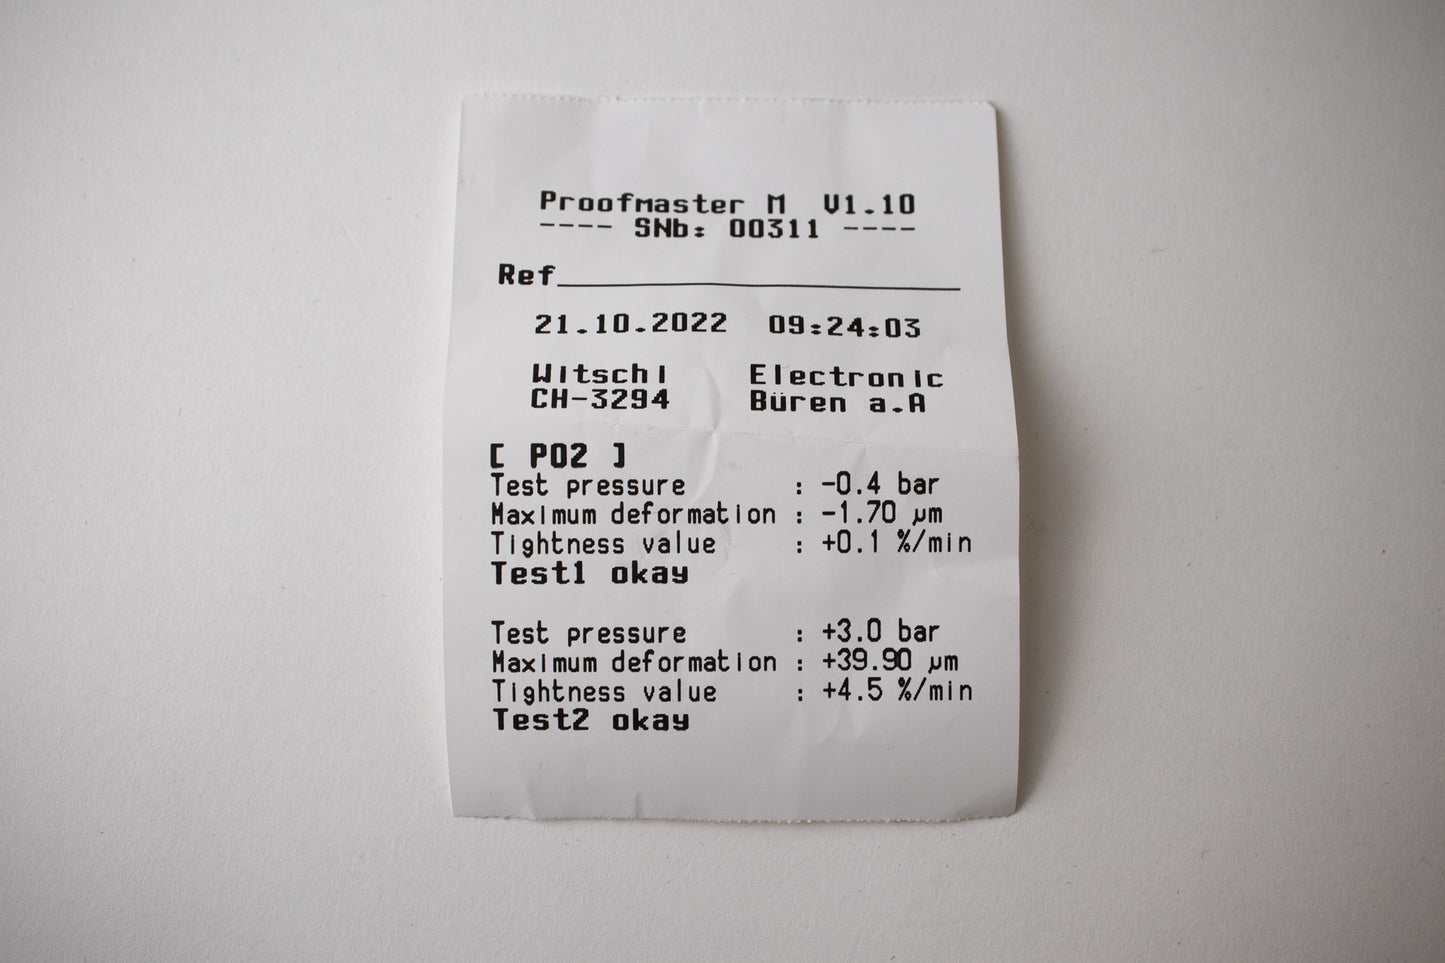 Proofmaster M V1.10
---- SNb: 00311 ----
Ref_______________
21.10.2022 09:24:03
Witschi Electronic
CH-3294 Büren a.A
[ P02 ]
Test pressure : -0.4 bar
Maximum deformation : -1.70 µm
Tightness value : +0.1 %/min
Test1 okay
Test pressure : +3.0 bar
Maximum deformation : +39.90 µm
Tightness value : +4.5 %/min
Test2 okay